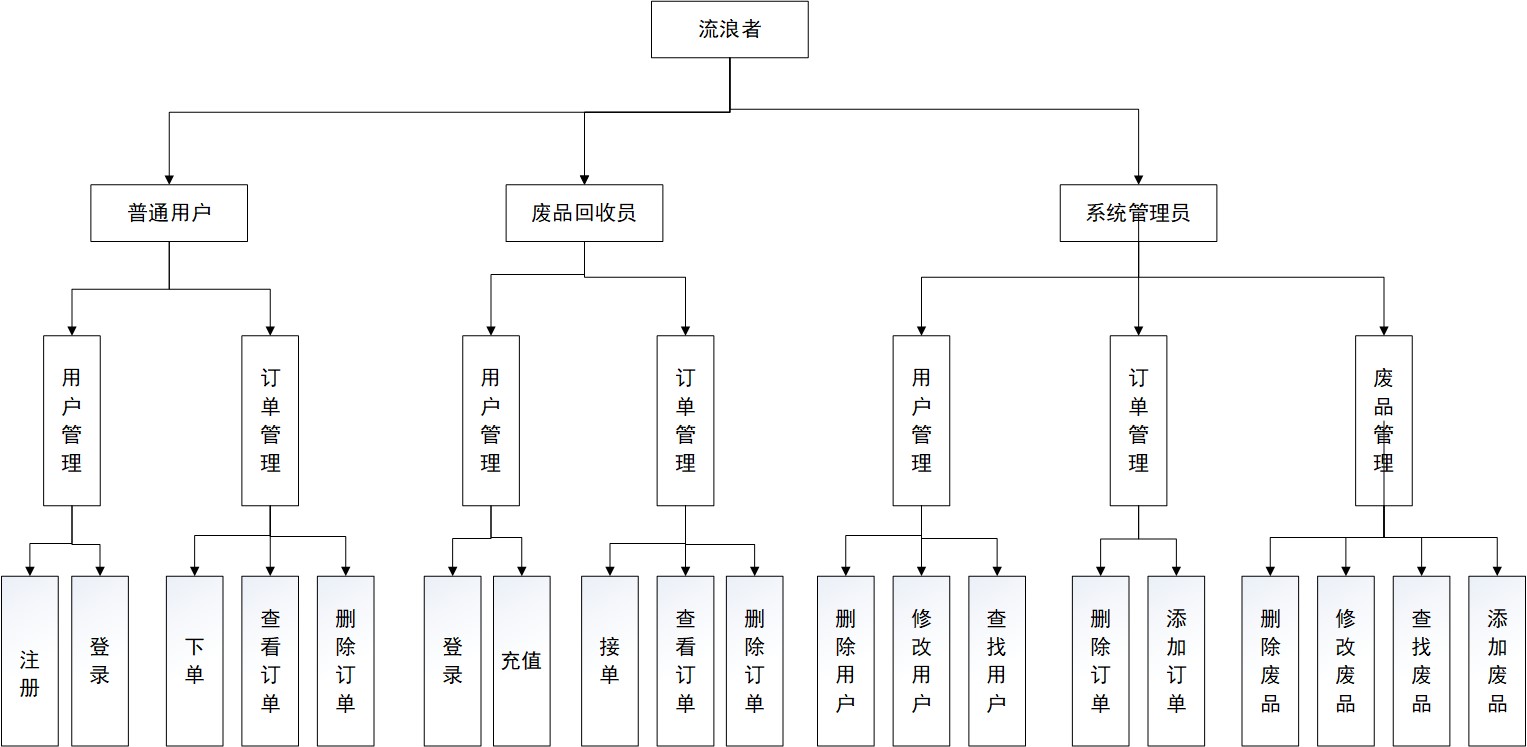 流浪者
普通用户
废品回收员
系统管理员
用户管理
订单管理
用户管理
订单管理
用户管理
订单管理
废品管理
注册
登录
下单
查看订单
删除订单
登录
充值
接单
查看订单
删除订单
删除用户
修改用户
查找用户
删除订单
添加订单
删除废品
修改废品
查找废品
添加废品